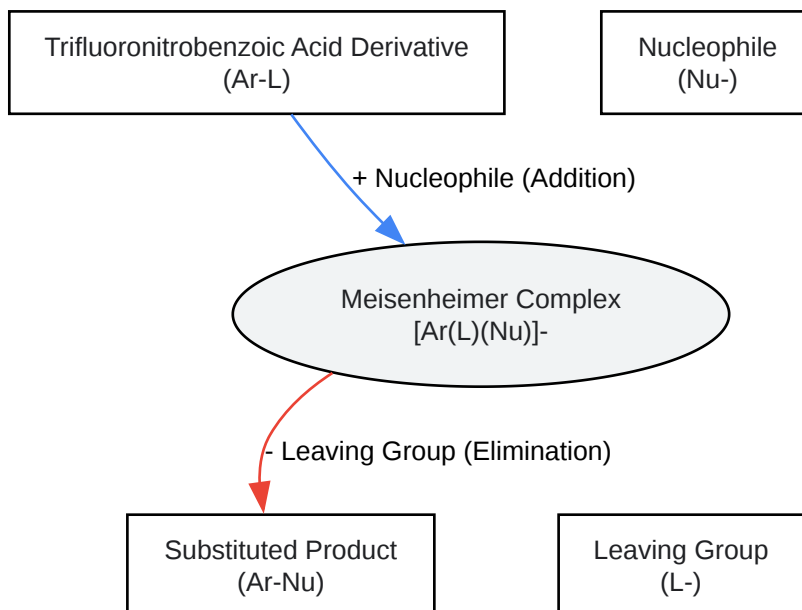 Trifluoronitrobenzoic Acid Derivative
(Ar-L)
Nucleophile
(Nu-)
+ Nucleophile (Addition)
Meisenheimer Complex
[Ar(L)(Nu)]-
- Leaving Group (Elimination)
Substituted Product
(Ar-Nu)
Leaving Group
(L-)